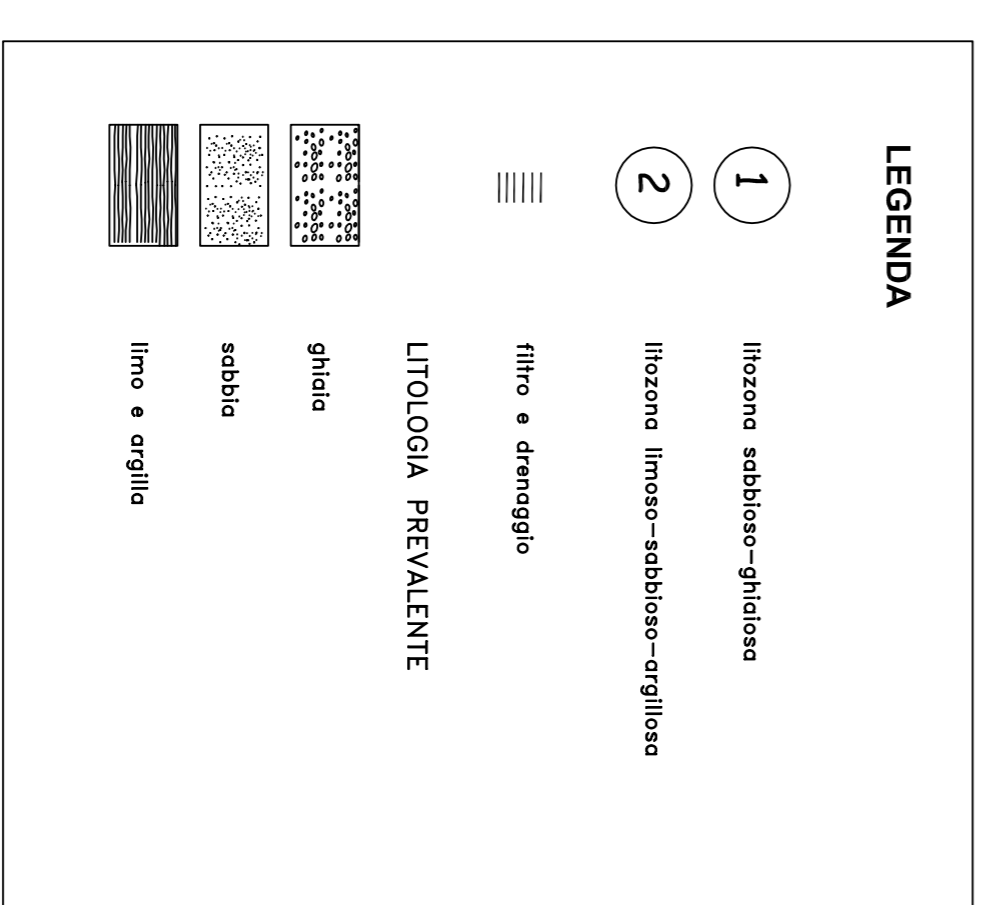 LEGENDA
1 litozona sabbioso-ghiaiosa
2 litozona limoso-sabbioso-argillosa
filtro e drenaggio
LITOLOGIA PREVALENTE
ghiaia
sabbia
limo e argilla